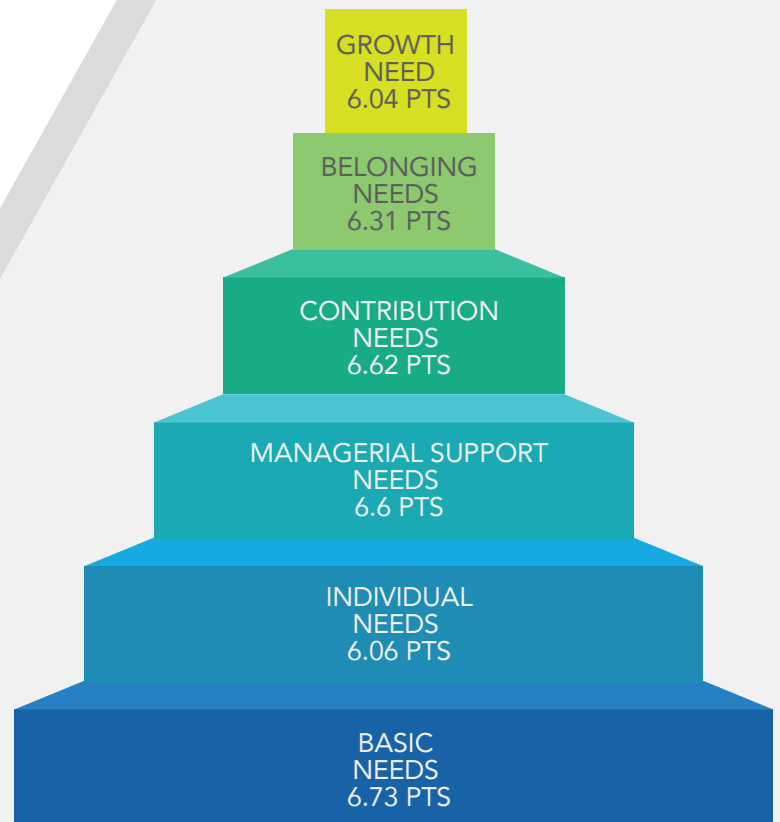 GROWTH
NEED
6.04 PTS
BELONGING
NEEDS
6.31 PTS
CONTRIBUTION
NEEDS
6.62 PTS
MANAGERIAL SUPPORT
NEEDS
6.6 PTS
INDIVIDUAL
NEEDS
6.06 PTS
BASIC
NEEDS
6.73 PTS